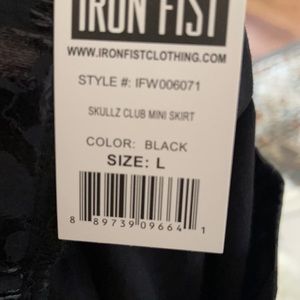 IRON FIST
WWW.IRONFISTCLOTHING.COM
STYLE #: IFW006071
SKULLZ CLUB MINI SKIRT
COLOR: BLACK
SIZE: L
8 89739 09664 1